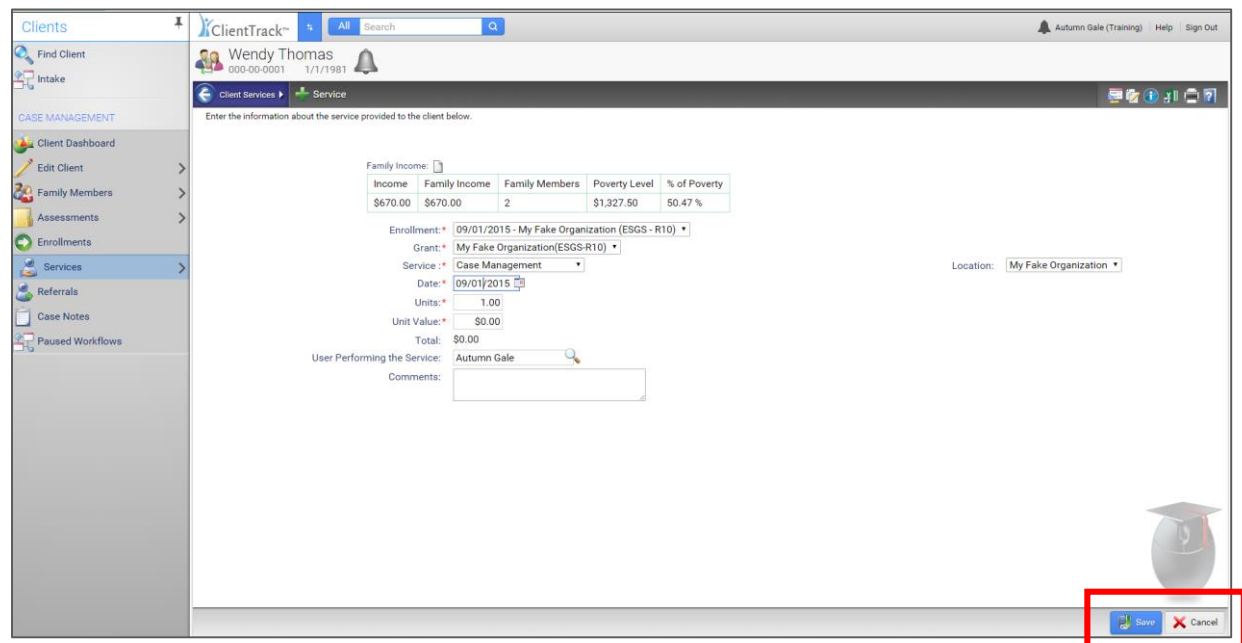 Clients
Find Client
Intake
CASE MANAGEMENT
Client Dashboard
Edit Client
Family Members
Assessments
Enrollments
Services
Referrals
Case Notes
Paused Workflows
ClientTrack™ All Search Autumn Gale (Training) Help Sign Out
Wendy Thomas
000-00-0001 1/1/1981
Client Services Service
Enter the information about the service provided to the client below.
Family Income:
Income Family Income Family Members Poverty Level % of Poverty
$670.00 $670.00 2 $1,327.50 50.47 %
Enrollment:* 09/01/2015 - My Fake Organization (ESGS - R10)
Grant:* My Fake Organization(ESGS-R10)
Service :* Case Management Location: My Fake Organization
Date:* 09/01/2015
Units:* 1.00
Unit Value:* $0.00
Total: $0.00
User Performing the Service: Autumn Gale
Comments:
Save Cancel